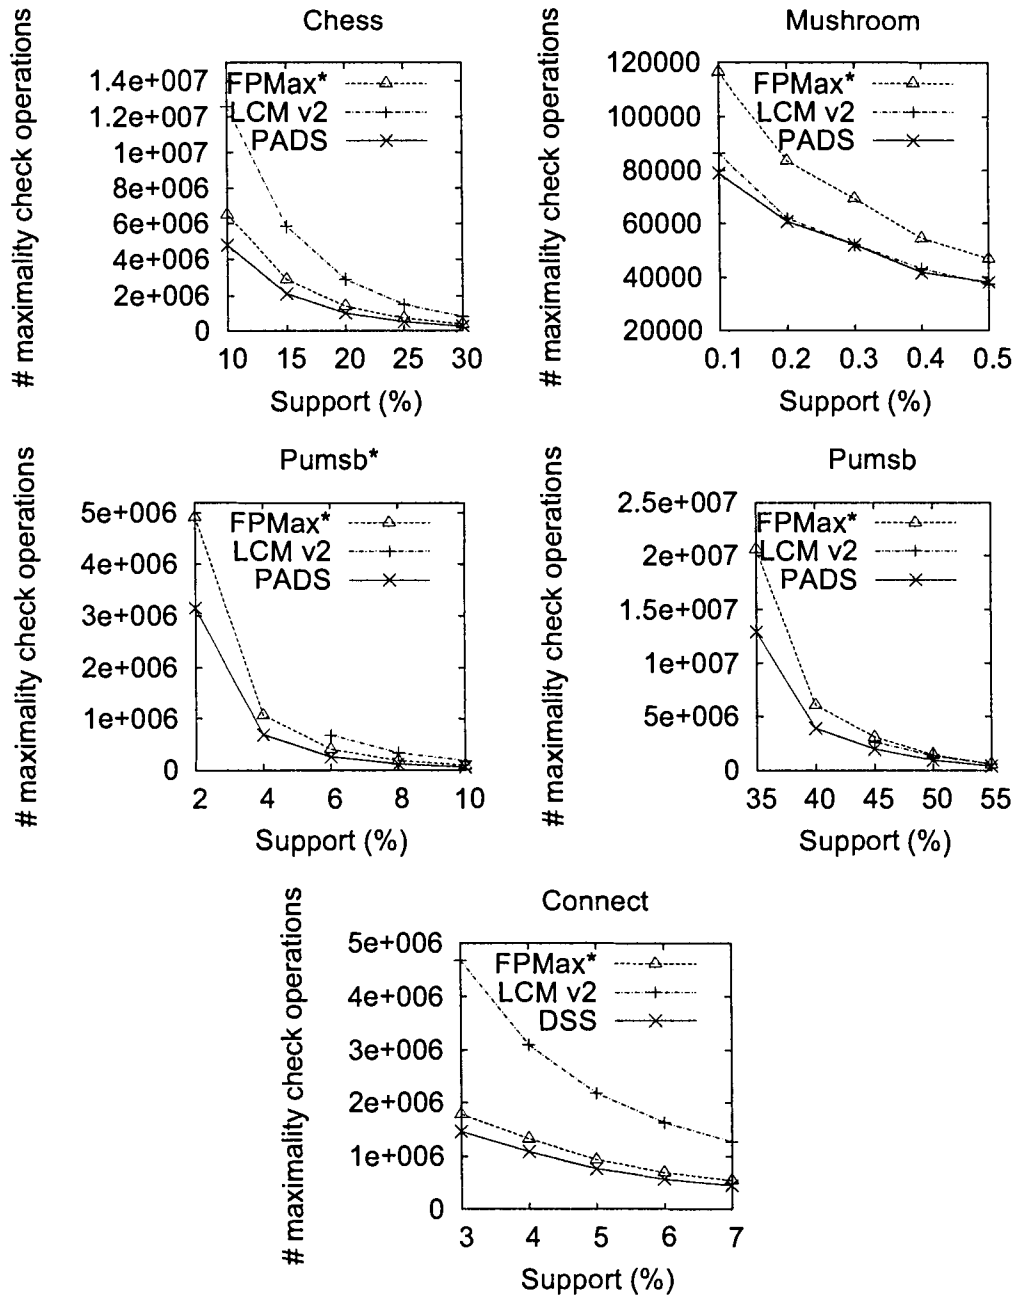 Chess
# maximality check operations
1.4e+007
1.2e+007
1e+007
8e+006
6e+006
4e+006
2e+006
0
FPMax*
LCM v2
PADS
10 15 20 25 30
Support (%)
Mushroom
# maximality check operations
120000
100000
80000
60000
40000
20000
FPMax*
LCM v2
PADS
0.1 0.2 0.3 0.4 0.5
Support (%)
Pumsb*
# maximality check operations
5e+006
4e+006
3e+006
2e+006
1e+006
0
FPMax*
LCM v2
PADS
2 4 6 8 10
Support (%)
Pumsb
# maximality check operations
2.5e+007
2e+007
1.5e+007
1e+007
5e+006
0
FPMax*
LCM v2
PADS
35 40 45 50 55
Support (%)
Connect
# maximality check operations
5e+006
4e+006
3e+006
2e+006
1e+006
0
FPMax*
LCM v2
DSS
3 4 5 6 7
Support (%)